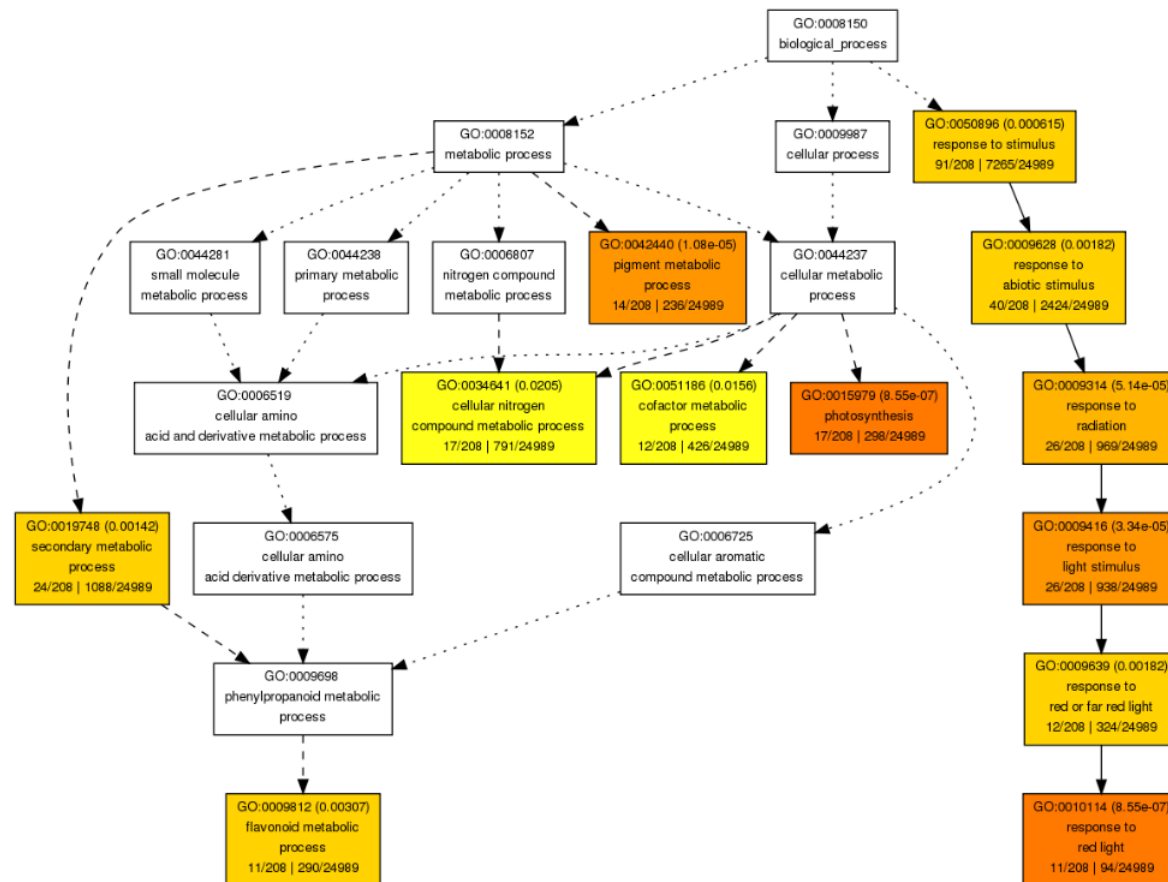 GO:0008150
biological_process
GO:0008152
metabolic process
GO:0009987
cellular process
GO:0050896 (0.000615)
response to stimulus
91/208 | 7265/24989
GO:0044281
small molecule
metabolic process
GO:0044238
primary metabolic
process
GO:0006807
nitrogen compound
metabolic process
GO:0042440 (1.08e-05)
pigment metabolic
process
14/208 | 236/24989
GO:0044237
cellular metabolic
process
GO:0009628 (0.00182)
response to
abiotic stimulus
40/208 | 2424/24989
GO:0006519
cellular amino
acid and derivative metabolic process
GO:0034641 (0.0205)
cellular nitrogen
compound metabolic process
17/208 | 791/24989
GO:0051186 (0.0156)
cofactor metabolic
process
12/208 | 426/24989
GO:0015979 (8.55e-07)
photosynthesis
17/208 | 298/24989
GO:0009314 (5.14e-05)
response to
radiation
26/208 | 969/24989
GO:0019748 (0.00142)
secondary metabolic
process
24/208 | 1088/24989
GO:0006575
cellular amino
acid derivative metabolic process
GO:0006725
cellular aromatic
compound metabolic process
GO:0009416 (3.34e-05)
response to
light stimulus
26/208 | 938/24989
GO:0009698
phenylpropanoid metabolic
process
GO:0009639 (0.00182)
response to
red or far red light
12/208 | 324/24989
GO:0009812 (0.00307)
flavonoid metabolic
process
11/208 | 290/24989
GO:0010114 (8.55e-07)
response to
red light
11/208 | 94/24989